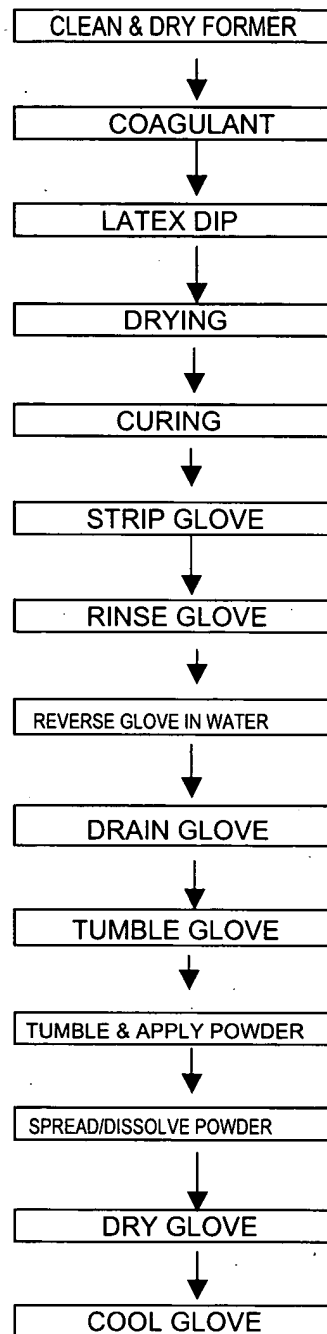 CLEAN & DRY FORMER
COAGULANT
LATEX DIP
DRYING
CURING
STRIP GLOVE
RINSE GLOVE
REVERSE GLOVE IN WATER
DRAIN GLOVE
TUMBLE GLOVE
TUMBLE & APPLY POWDER
SPREAD/DISSOLVE POWDER
DRY GLOVE
COOL GLOVE